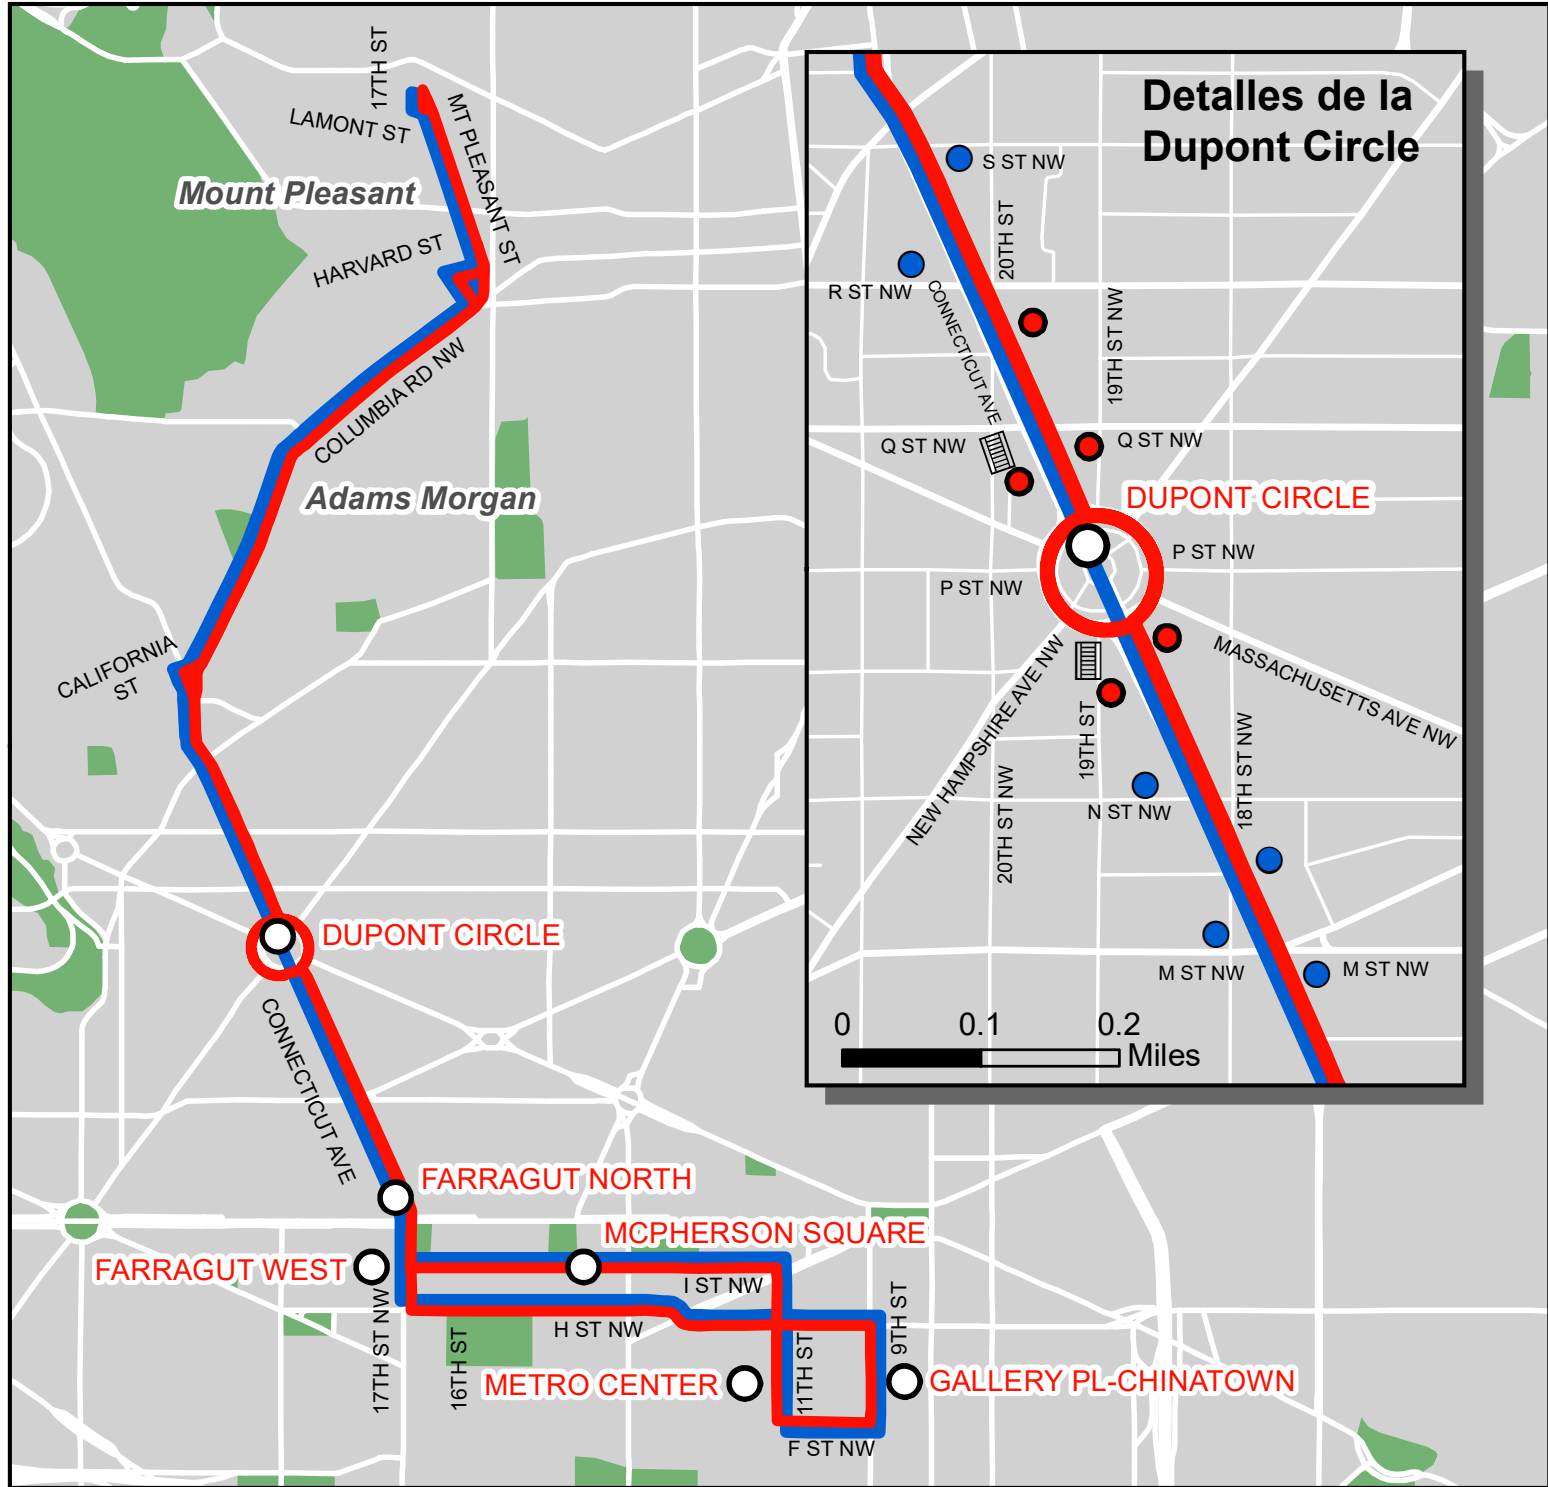 17TH ST
LAMONT ST
MT PLEASANT ST
Mount Pleasant
HARVARD ST
COLUMBIA RD NW
Adams Morgan
CALIFORNIA
ST
DUPONT CIRCLE
CONNECTICUT AVE
FARRAGUT NORTH
MCPHERSON SQUARE
FARRAGUT WEST
I ST NW
H ST NW
17TH ST NW
16TH ST
METRO CENTER
11TH ST
9TH ST
GALLERY PL-CHINATOWN
F ST NW
Detalles de la
Dupont Circle
S ST NW
20TH ST
R ST NW
CONNECTICUT AVE
19TH ST NW
Q ST NW
Q ST NW
DUPONT CIRCLE
P ST NW
P ST NW
MASSACHUSETTS AVE NW
NEW HAMPSHIRE AVE NW
19TH ST
18TH ST NW
20TH ST NW
N ST NW
M ST NW
M ST NW
0 0.1 0.2
Miles